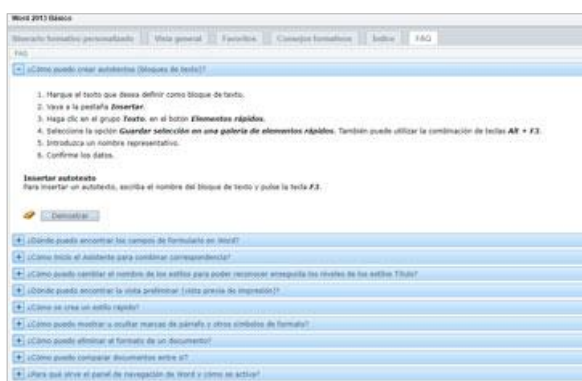 Word 2013 Básico
Itinerario formativo personalizado Vista general Favoritos Consejos formativos Índice FAQ
FAQ
¿Cómo puedo crear autotextos (bloques de texto)?
1. Marque el texto que desea definir como bloque de texto.
2. Vaya a la pestaña Insertar.
3. Haga clic en el grupo Texto, en el botón Elementos rápidos.
4. Seleccione la opción Guardar selección en una galería de elementos rápidos. También puede utilizar la combinación de teclas Alt + F3.
5. Introduzca un nombre representativo.
6. Confirme los datos.
Insertar autotexto
Para insertar un autotexto, escriba el nombre del bloque de texto y pulse la tecla F3.
Demostrar
¿Dónde puedo encontrar los campos de formulario en Word?
¿Cómo inicio el Asistente para combinar correspondencia?
¿Cómo puedo cambiar el nombre de los estilos para poder reconocer enseguida los niveles de los estilos Título?
¿Dónde puedo encontrar la vista preliminar (vista previa de impresión)?
¿Cómo se crea un estilo rápido?
¿Cómo puedo mostrar u ocultar marcas de párrafo y otros símbolos de formato?
¿Cómo puedo eliminar el formato de un documento?
¿Cómo puedo comparar documentos entre sí?
¿Para qué sirve el panel de navegación de Word y cómo se activa?